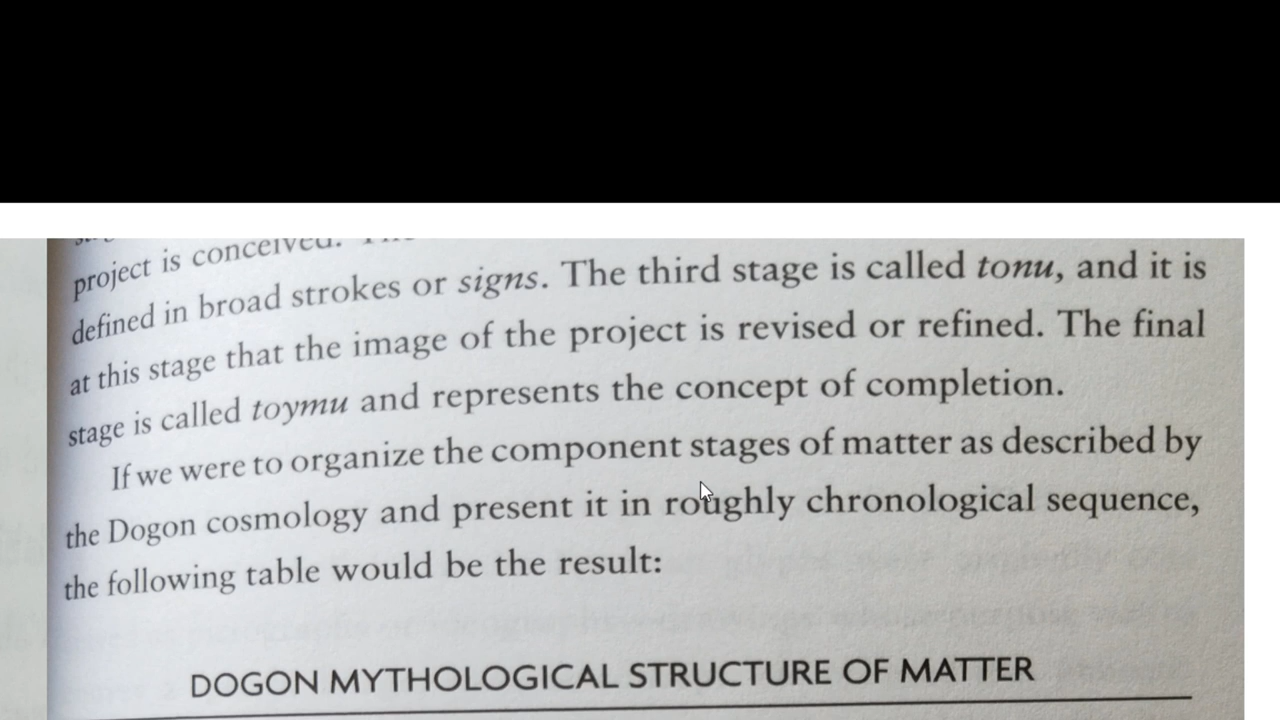 project is conceived.
defined in broad strokes or signs. The third stage is called tonu, and it is
at this stage that the image of the project is revised or refined. The final
stage is called toymu and represents the concept of completion.
If we were to organize the component stages of matter as described by
the Dogon cosmology and present it in roughly chronological sequence,
the following table would be the result:
DOGON MYTHOLOGICAL STRUCTURE OF MATTER